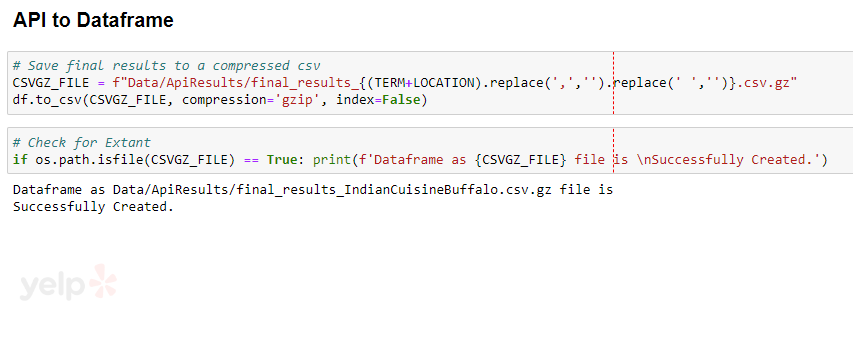 API to Dataframe
# Save final results to a compressed csv
CSVGZ_FILE = f"Data/ApiResults/final_results_{(TERM+LOCATION).replace(',','').replace(' ','')}.csv.gz"
df.to_csv(CSVGZ_FILE, compression='gzip', index=False)
# Check for Extant
if os.path.isfile(CSVGZ_FILE) == True: print(f'Dataframe as {CSVGZ_FILE} file is \nSuccessfully Created.')
Dataframe as Data/ApiResults/final_results_IndianCuisineBuffalo.csv.gz file is
Successfully Created.
yelp